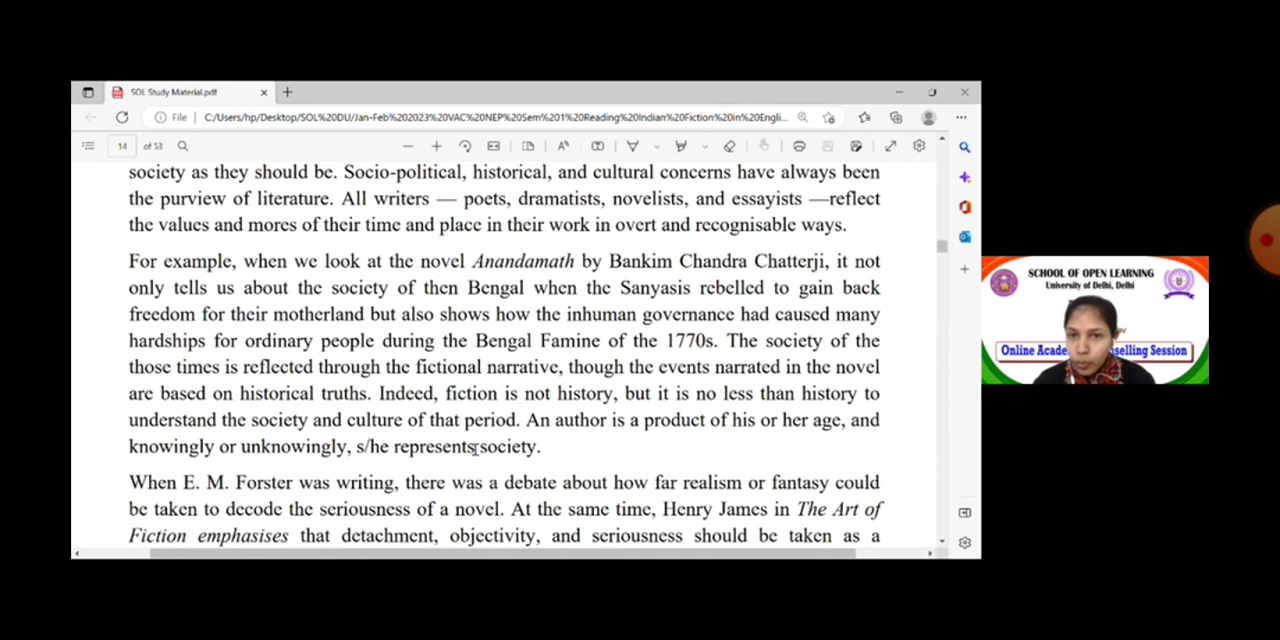 SOL Study Material.pdf
File
C:/Users/hp/Desktop/SOL%20DU/Jan-Feb%202023%20VAC%20NEP%20Sem%201%20Reading%20Indian%20Fiction%20in%20Engli...
14 of 53
society as they should be. Socio-political, historical, and cultural concerns have always been
the purview of literature. All writers — poets, dramatists, novelists, and essayists —reflect
the values and mores of their time and place in their work in overt and recognisable ways.
For example, when we look at the novel Anandamath by Bankim Chandra Chatterji, it not
only tells us about the society of then Bengal when the Sanyasis rebelled to gain back
freedom for their motherland but also shows how the inhuman governance had caused many
hardships for ordinary people during the Bengal Famine of the 1770s. The society of the
those times is reflected through the fictional narrative, though the events narrated in the novel
are based on historical truths. Indeed, fiction is not history, but it is no less than history to
understand the society and culture of that period. An author is a product of his or her age, and
knowingly or unknowingly, s/he represents society.
When E. M. Forster was writing, there was a debate about how far realism or fantasy could
be taken to decode the seriousness of a novel. At the same time, Henry James in The Art of
Fiction emphasises that detachment, objectivity, and seriousness should be taken as a
SCHOOL OF OPEN LEARNING
University of Delhi, Delhi
Online Acade selling Session